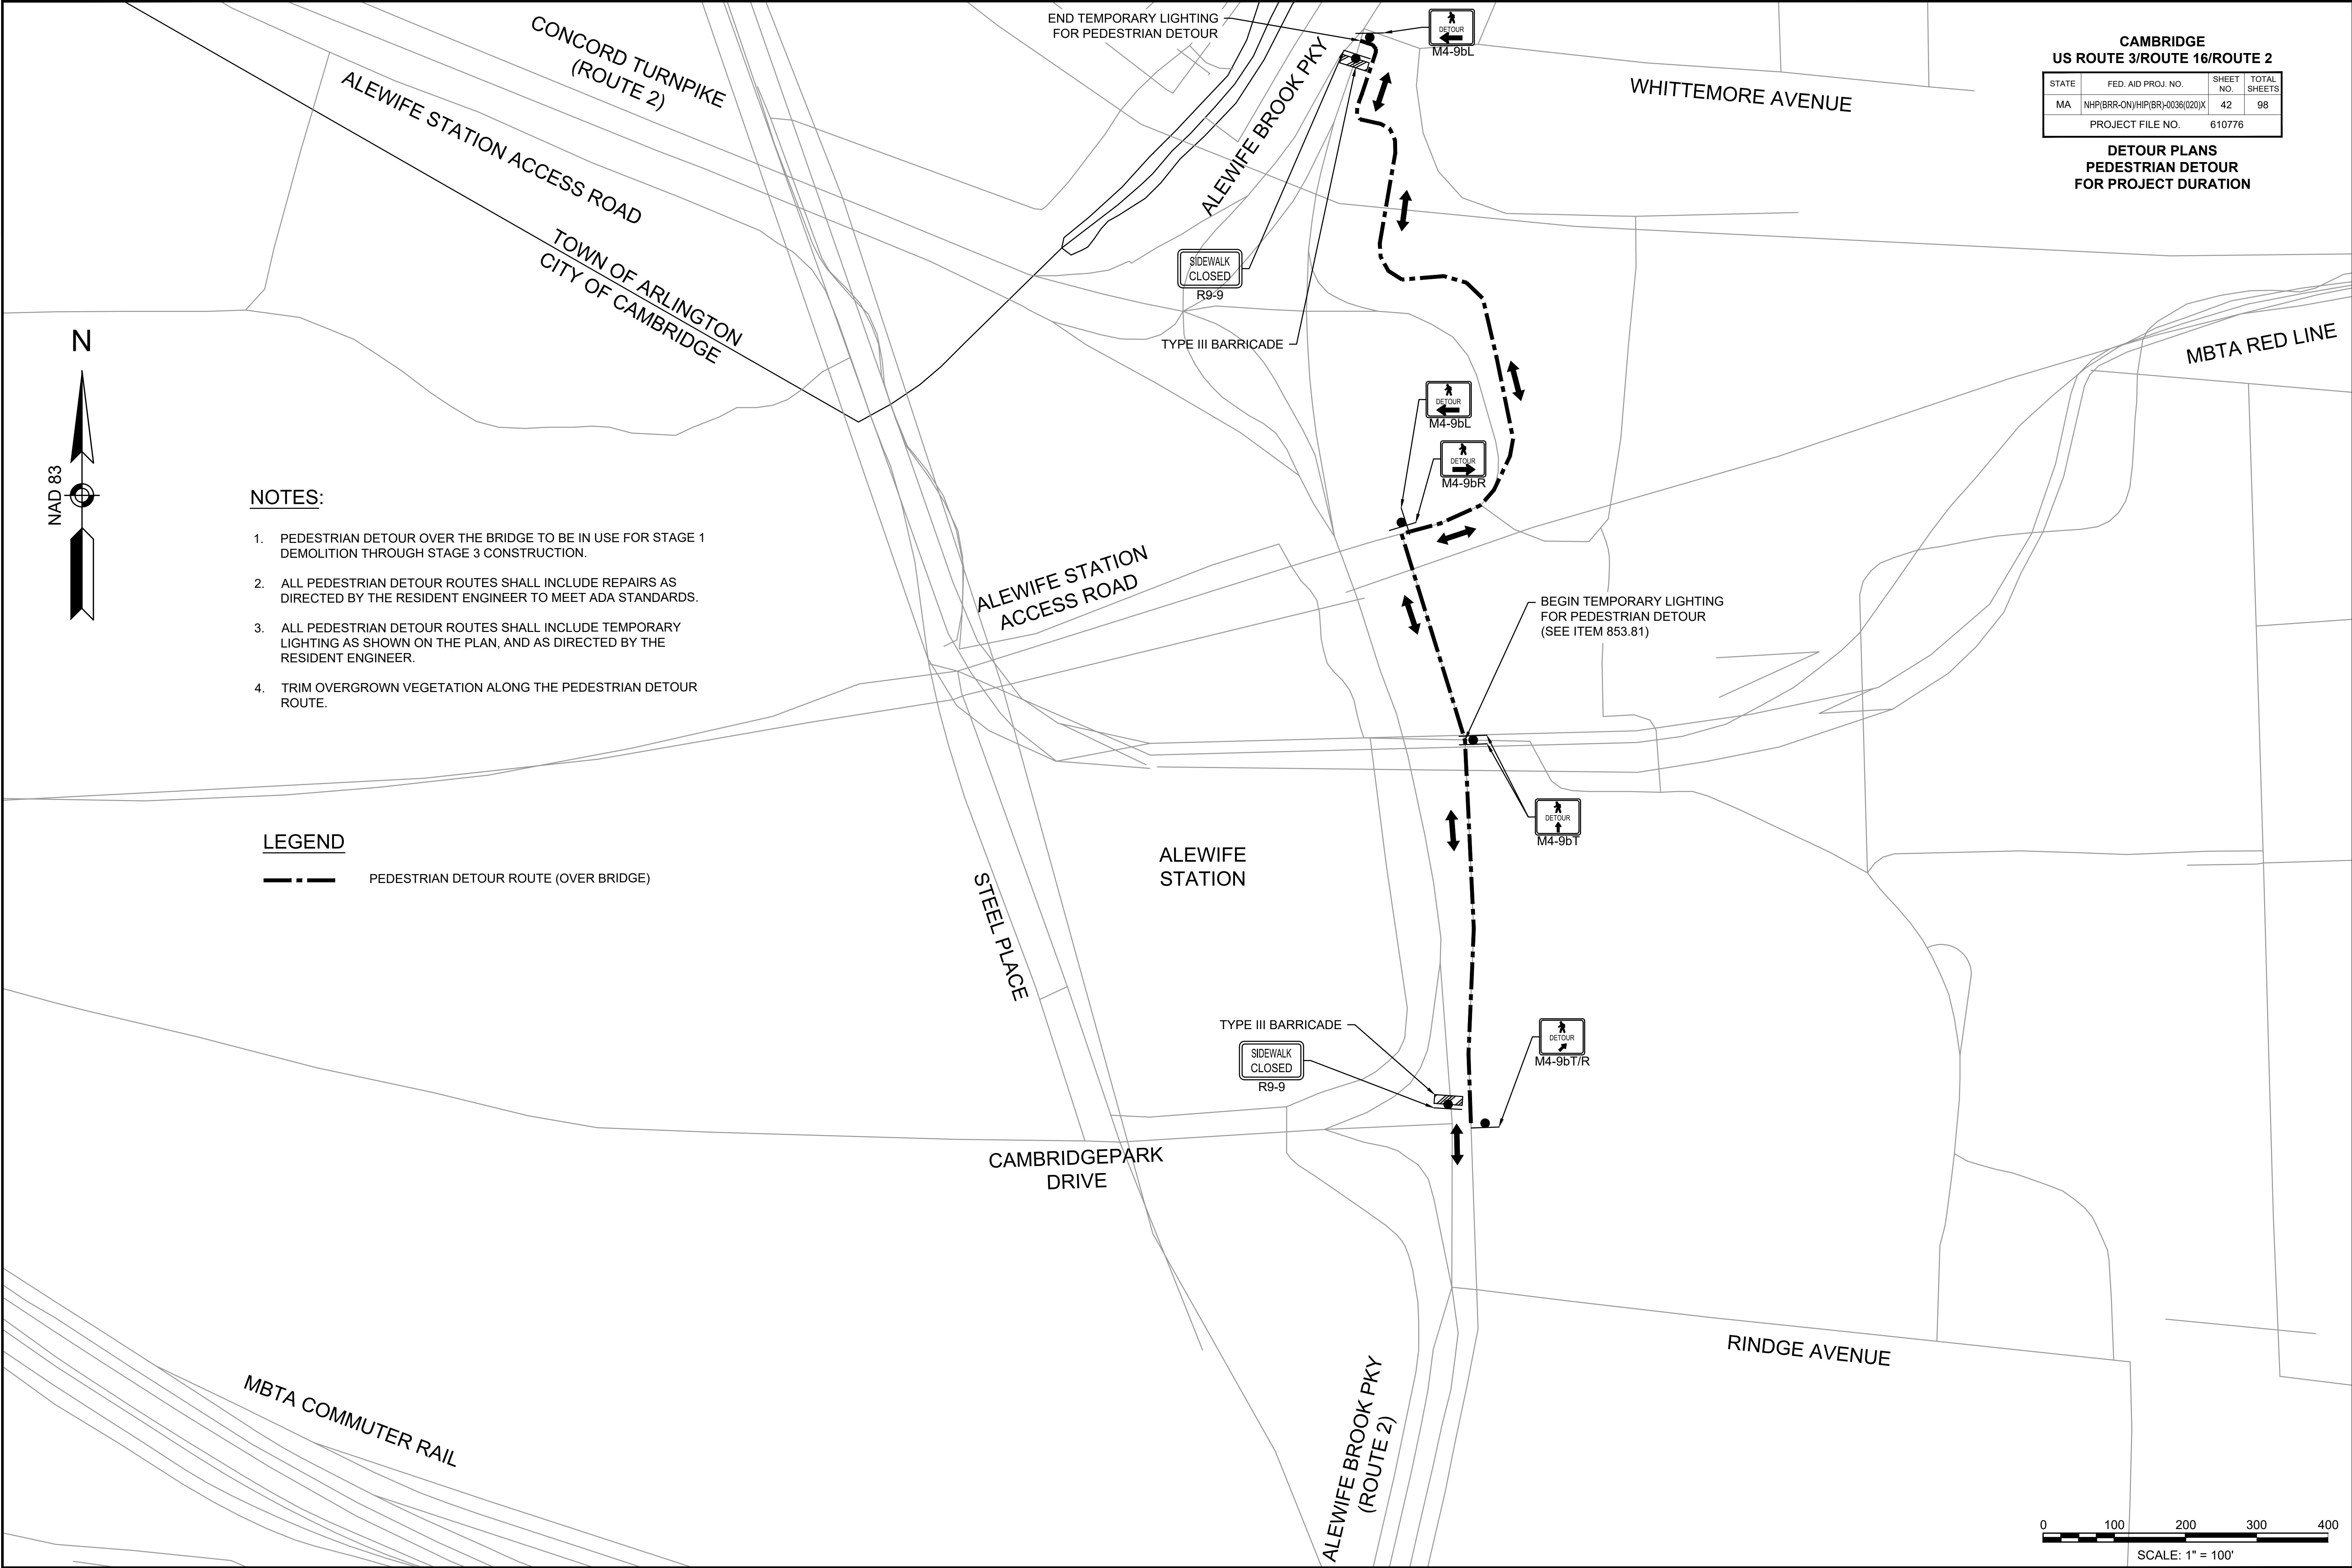 END TEMPORARY LIGHTING
FOR PEDESTRIAN DETOUR
DETOUR
M4-9bL
CONCORD TURNPIKE
(ROUTE 2)
ALEWIFE STATION ACCESS ROAD
ALEWIFE BROOK PKY
WHITTEMORE AVENUE
CAMBRIDGE
US ROUTE 3/ROUTE 16/ROUTE 2
STATE FED. AID PROJ. NO. SHEET NO. TOTAL SHEETS
MA NHP(BRR-ON)/HIP(BR)-0036(020)X 42 98
PROJECT FILE NO. 610776
DETOUR PLANS
PEDESTRIAN DETOUR
FOR PROJECT DURATION
TOWN OF ARLINGTON
CITY OF CAMBRIDGE
SIDEWALK
CLOSED
R9-9
TYPE III BARRICADE
MBTA RED LINE
N
NAD 83
DETOUR
M4-9bL
DETOUR
M4-9bR
NOTES:
1. PEDESTRIAN DETOUR OVER THE BRIDGE TO BE IN USE FOR STAGE 1
DEMOLITION THROUGH STAGE 3 CONSTRUCTION.
2. ALL PEDESTRIAN DETOUR ROUTES SHALL INCLUDE REPAIRS AS
DIRECTED BY THE RESIDENT ENGINEER TO MEET ADA STANDARDS.
3. ALL PEDESTRIAN DETOUR ROUTES SHALL INCLUDE TEMPORARY
LIGHTING AS SHOWN ON THE PLAN, AND AS DIRECTED BY THE
RESIDENT ENGINEER.
4. TRIM OVERGROWN VEGETATION ALONG THE PEDESTRIAN DETOUR
ROUTE.
ALEWIFE STATION
ACCESS ROAD
BEGIN TEMPORARY LIGHTING
FOR PEDESTRIAN DETOUR
(SEE ITEM 853.81)
DETOUR
M4-9bT
LEGEND
PEDESTRIAN DETOUR ROUTE (OVER BRIDGE)
ALEWIFE
STATION
STEEL PLACE
TYPE III BARRICADE
SIDEWALK
CLOSED
R9-9
DETOUR
M4-9bT/R
CAMBRIDGEPARK
DRIVE
RINDGE AVENUE
MBTA COMMUTER RAIL
ALEWIFE BROOK PKY
(ROUTE 2)
0 100 200 300 400
SCALE: 1" = 100'